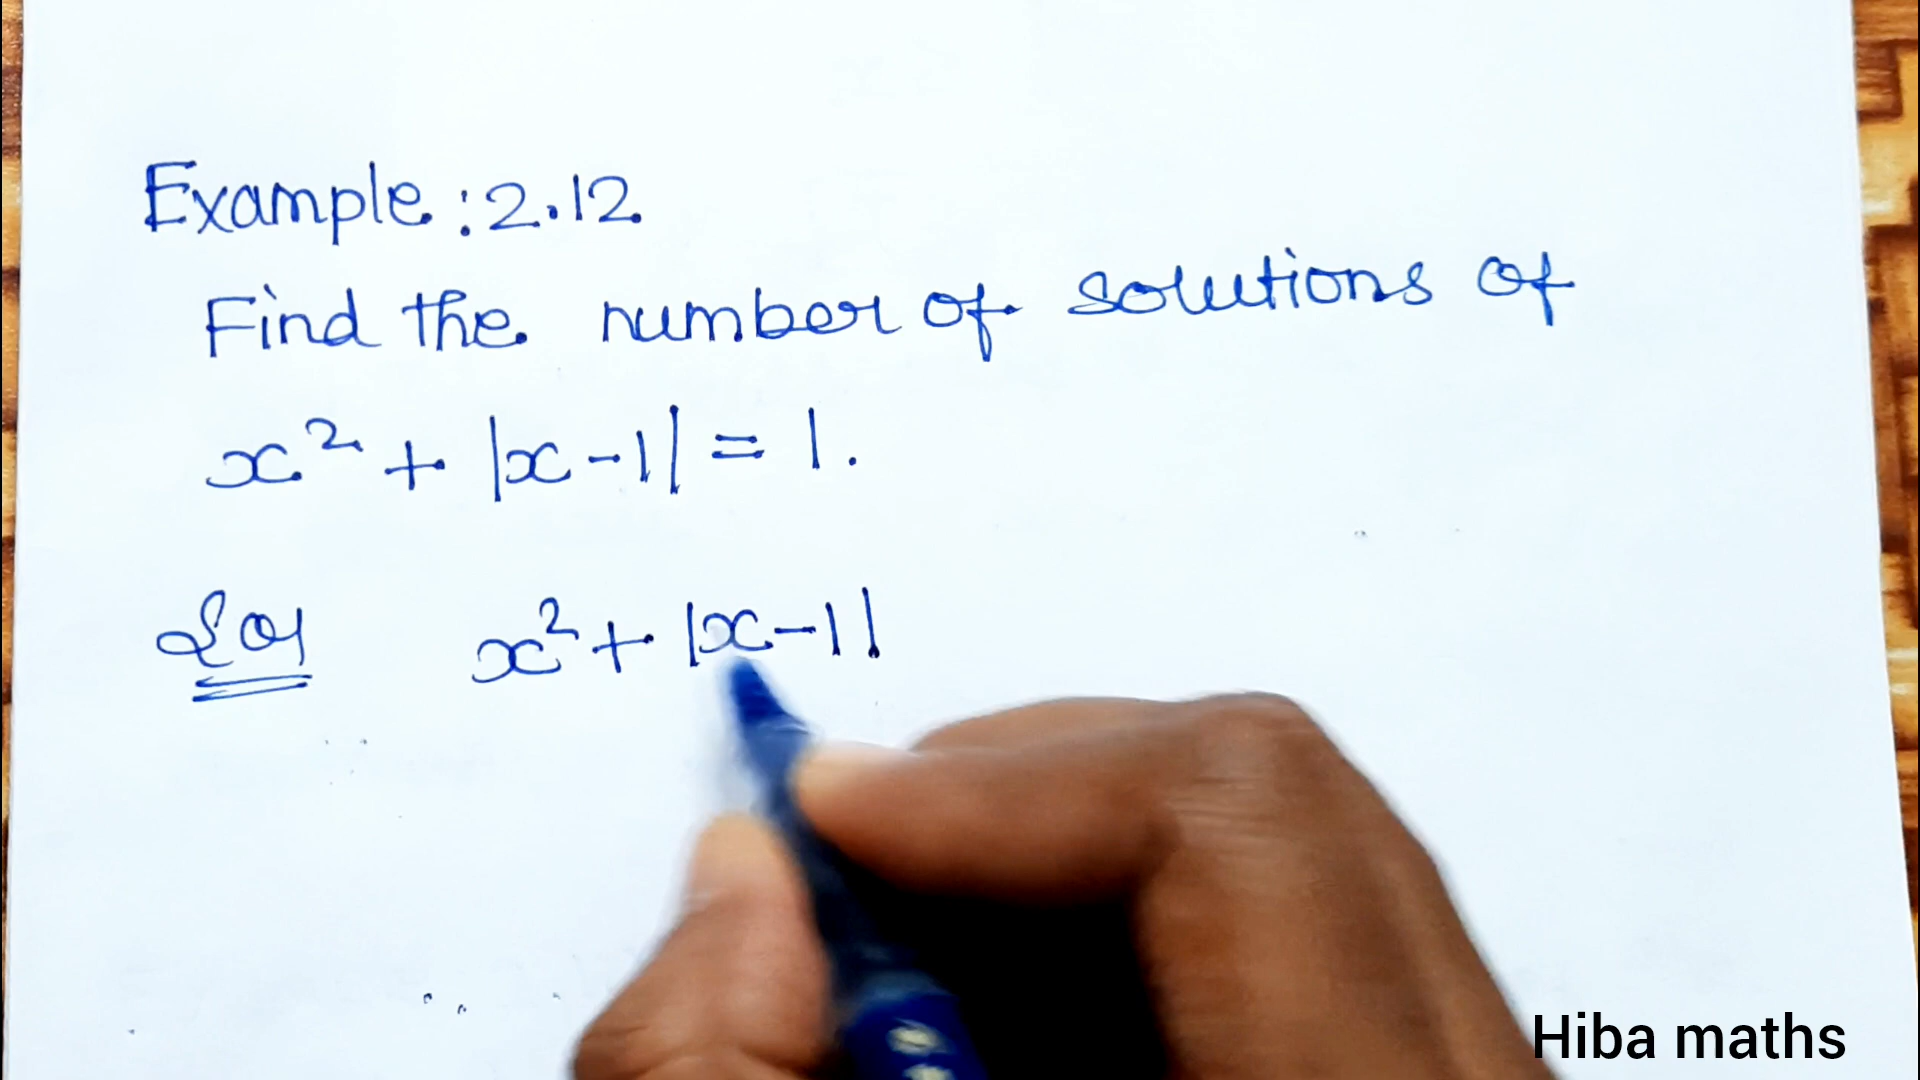 Example : 2.12
Find the number of solutions of
x² + |x - 1| = 1.
Sol x² + |x - 1|
Hiba maths